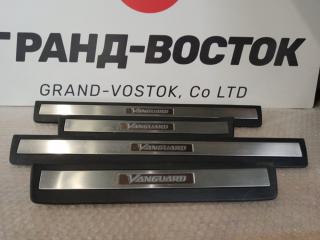 ГРАНД-ВОСТОК
GRAND-VOSTOK, Co LTD
VANGUARD
VANGUARD
VANGUARD
VANGUARD